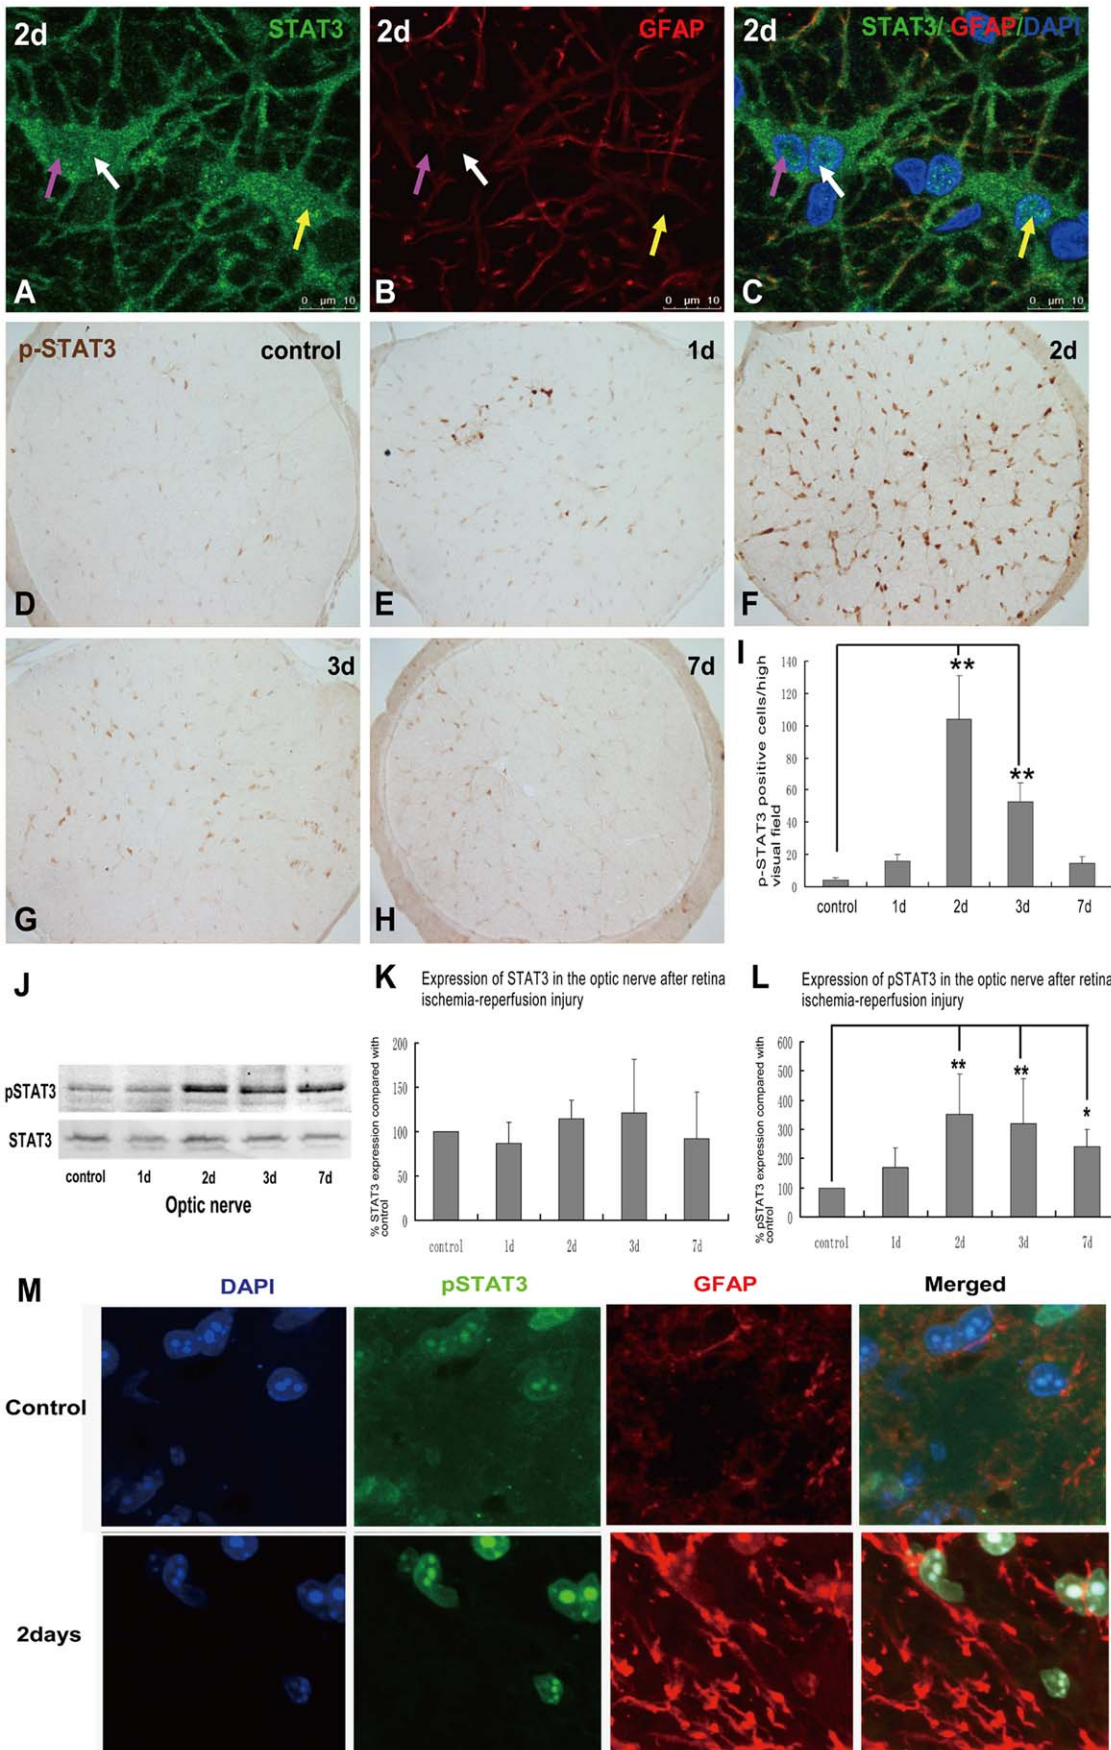 2d STAT3
A
0 µm 10
2d GFAP
B
0 µm 10
2d STAT3/ GFAP/DAPI
C
0 µm 10
p-STAT3 control
D
1d
E
2d
F
3d
G
7d
H
I
p-STAT3 positive cells/high
visual field
140
120
100
80
60
40
20
0
**
**
control 1d 2d 3d 7d
J
pSTAT3
STAT3
control 1d 2d 3d 7d
Optic nerve
K
Expression of STAT3 in the optic nerve after retina
ischemia-reperfusion injury
% STAT3 expression compared with
control
200
150
100
50
0
control 1d 2d 3d 7d
L
Expression of pSTAT3 in the optic nerve after retina
ischemia-reperfusion injury
% pSTAT3 expression compared with
control
600
500
400
300
200
100
0
**
**
*
control 1d 2d 3d 7d
M
DAPI pSTAT3 GFAP Merged
Control
2days